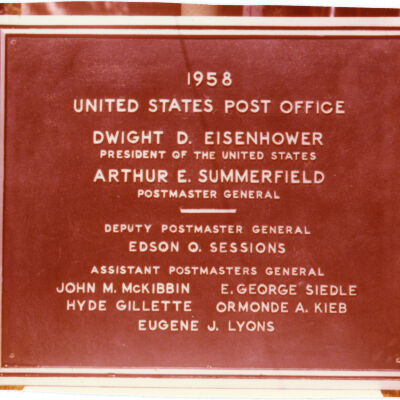 1958
UNITED STATES POST OFFICE
DWIGHT D. EISENHOWER
PRESIDENT OF THE UNITED STATES
ARTHUR E. SUMMERFIELD
POSTMASTER GENERAL
DEPUTY POSTMASTER GENERAL
EDSON O. SESSIONS
ASSISTANT POSTMASTERS GENERAL
JOHN M. McKIBBIN E. GEORGE SIEDLE
HYDE GILLETTE ORMONDE A. KIEB
EUGENE J. LYONS